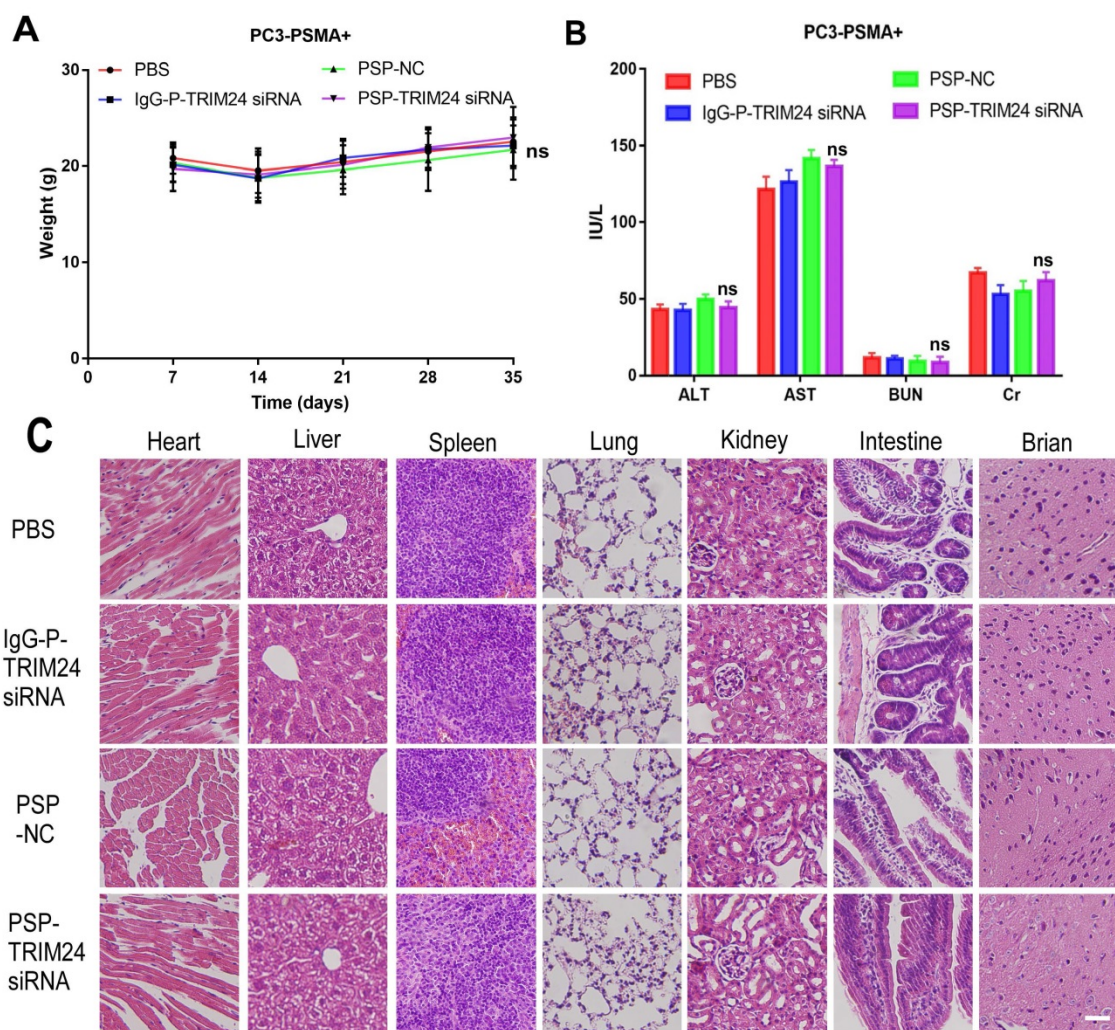 A
PC3-PSMA+
PBS
PSP-NC
IgG-P-TRIM24 siRNA
PSP-TRIM24 siRNA
30
20
10
0
Weight (g)
ns
0 7 14 21 28 35
Time (days)
B
PC3-PSMA+
PBS
PSP-NC
IgG-P-TRIM24 siRNA
PSP-TRIM24 siRNA
200
150
100
50
0
IU/L
ns
ns
ns
ns
ALT AST BUN Cr
C
Heart Liver Spleen Lung Kidney Intestine Brian
PBS
IgG-P-
TRIM24
siRNA
PSP
-NC
PSP-
TRIM24
siRNA